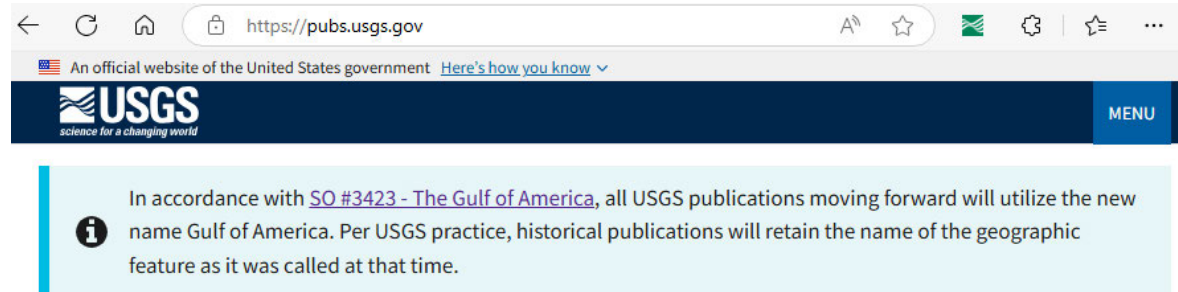 https://pubs.usgs.gov
An official website of the United States government Here's how you know
USGS
science for a changing world
MENU
In accordance with SO #3423 - The Gulf of America, all USGS publications moving forward will utilize the new
name Gulf of America. Per USGS practice, historical publications will retain the name of the geographic
feature as it was called at that time.